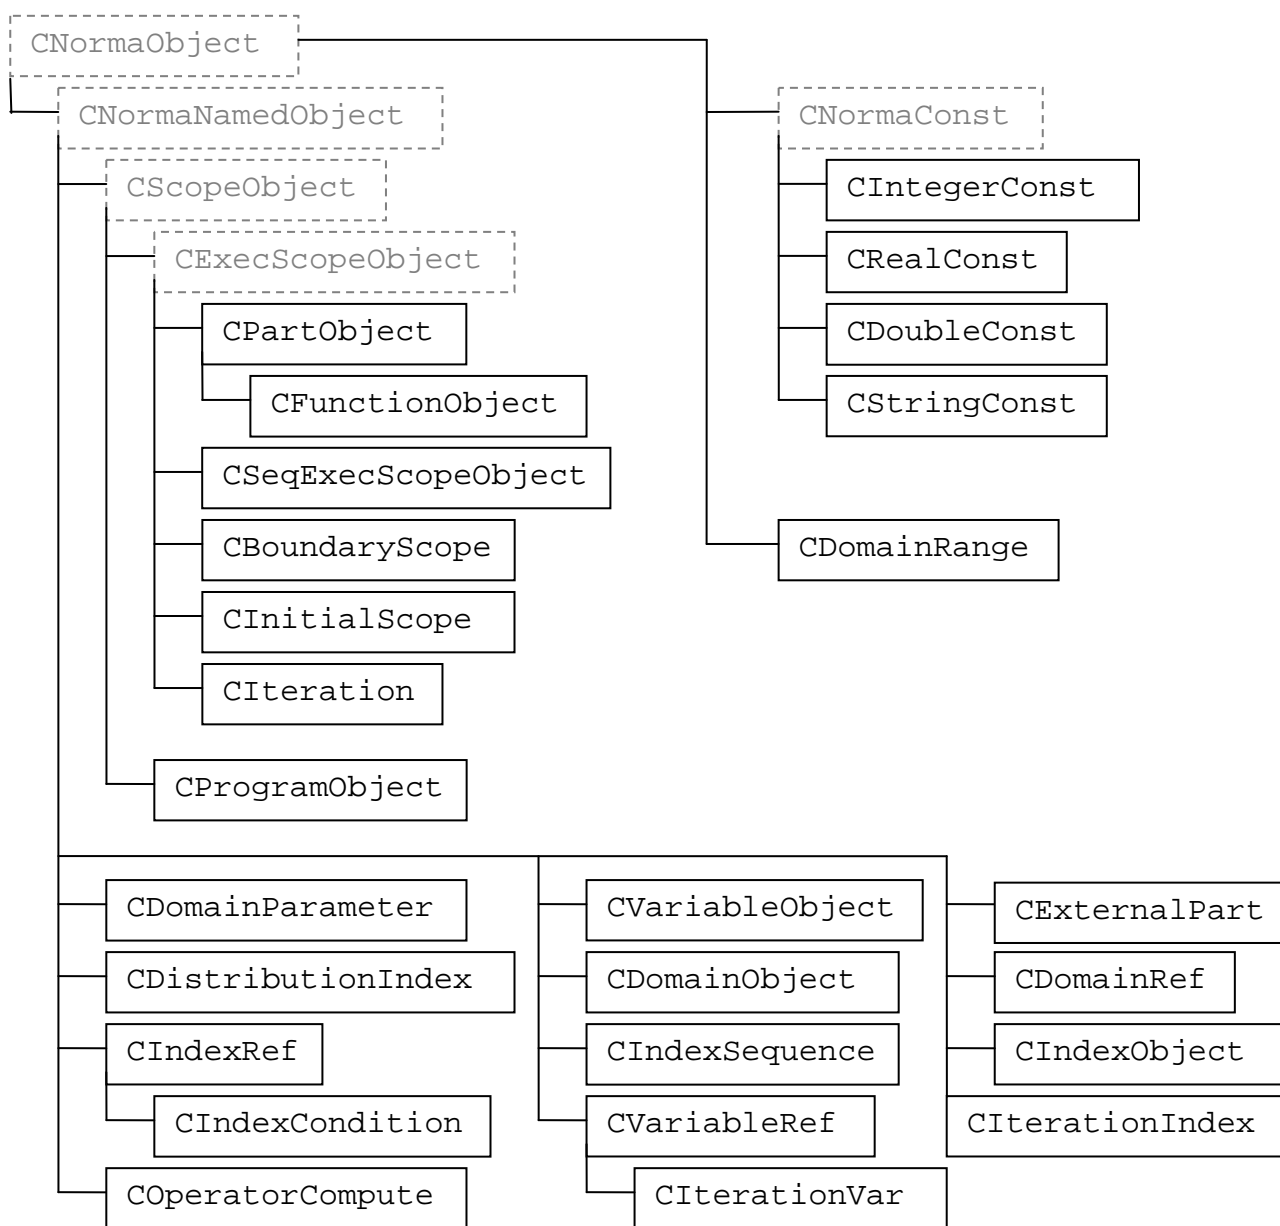 CNormaObject
CNormaNamedObject
CScopeObject
CExecScopeObject
CPartObject
CFunctionObject
CSeqExecScopeObject
CBoundaryScope
CInitialScope
CIteration
CProgramObject
CNormaConst
CIntegerConst
CRealConst
CDoubleConst
CStringConst
CDomainRange
CDomainParameter
CDistributionIndex
CIndexRef
CIndexCondition
COperatorCompute
CVariableObject
CDomainObject
CIndexSequence
CVariableRef
CIterationVar
CExternalPart
CDomainRef
CIndexObject
CIterationIndex